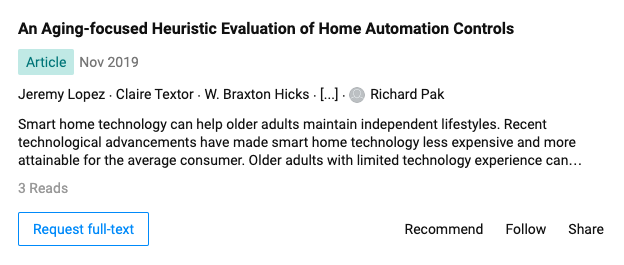 An Aging-focused Heuristic Evaluation of Home Automation Controls
Article Nov 2019
Jeremy Lopez · Claire Textor · W. Braxton Hicks · [...] · Richard Pak
Smart home technology can help older adults maintain independent lifestyles. Recent
technological advancements have made smart home technology less expensive and more
attainable for the average consumer. Older adults with limited technology experience can...
3 Reads
Request full-text Recommend Follow Share